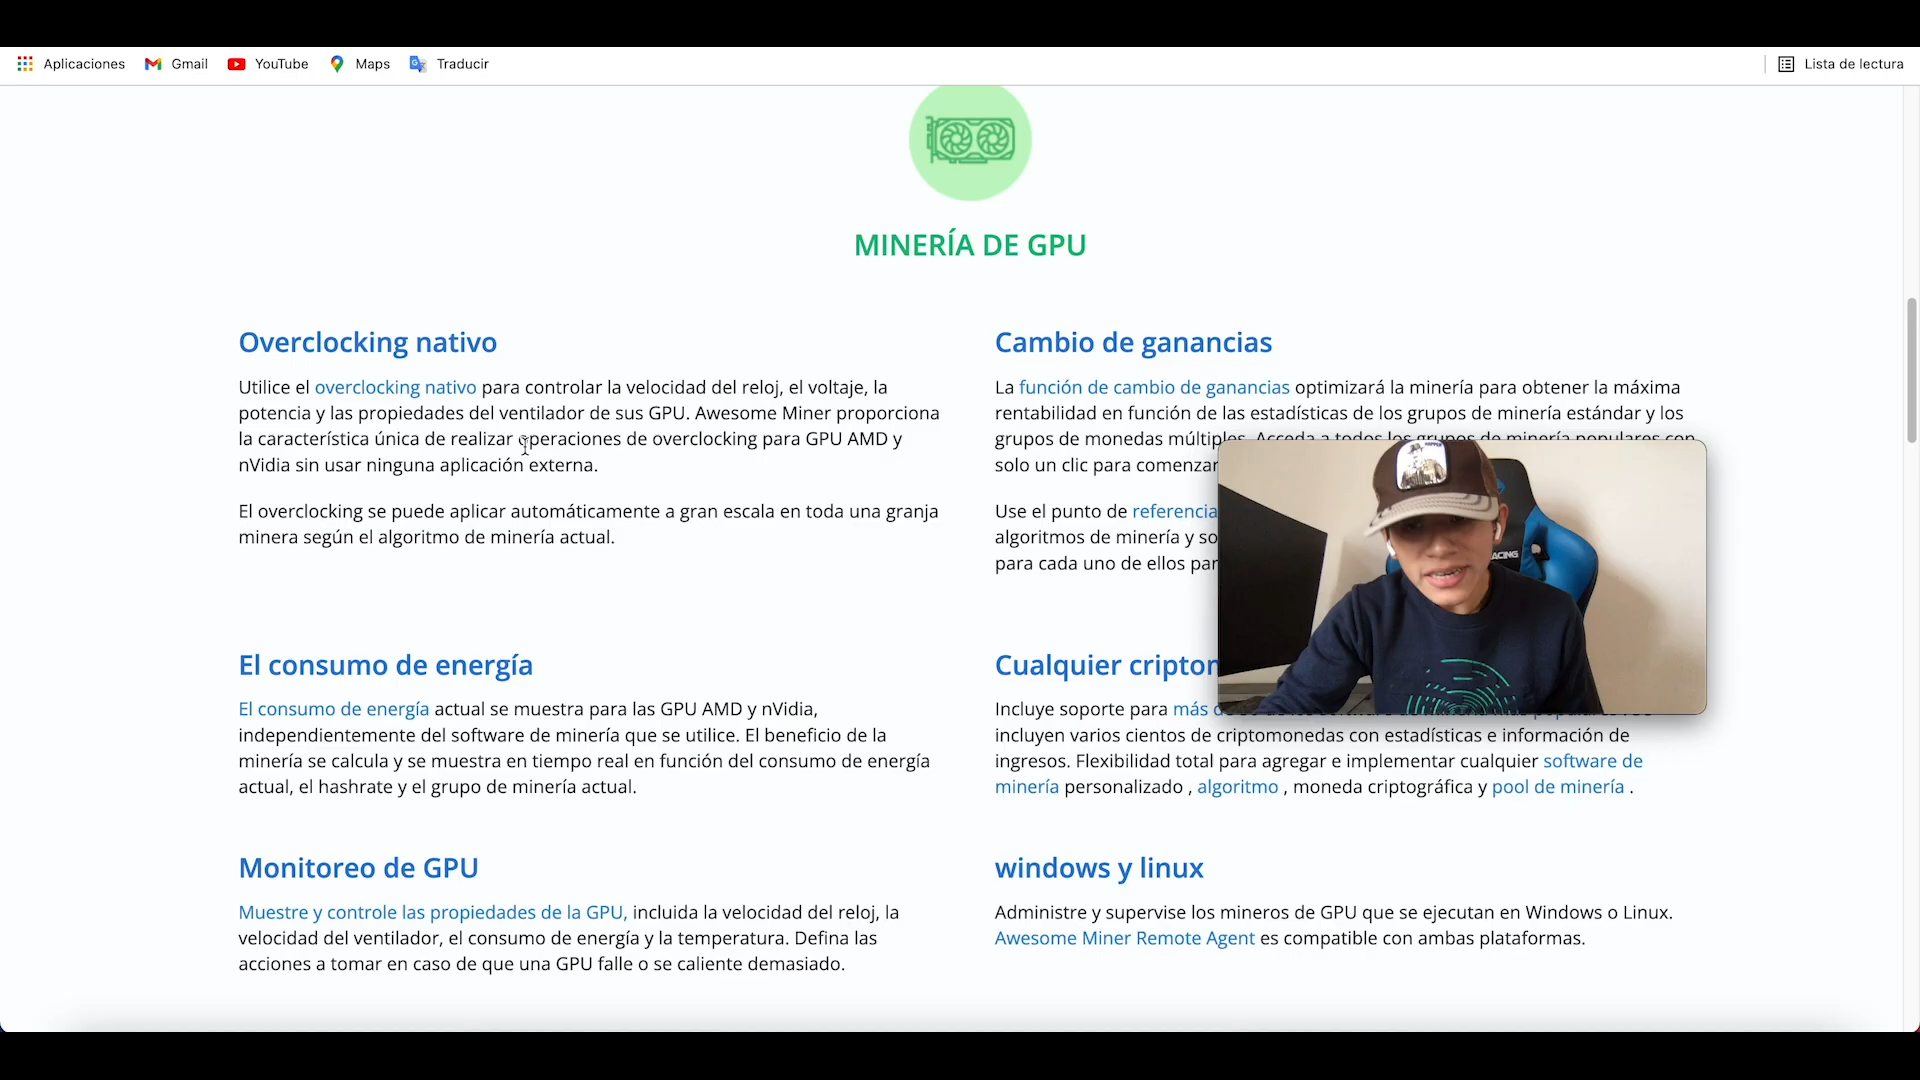 Aplicaciones Gmail YouTube Maps Traducir Lista de lectura
MINERÍA DE GPU
Overclocking nativo
Utilice el overclocking nativo para controlar la velocidad del reloj, el voltaje, la
potencia y las propiedades del ventilador de sus GPU. Awesome Miner proporciona
la característica única de realizar operaciones de overclocking para GPU AMD y
nVidia sin usar ninguna aplicación externa.
El overclocking se puede aplicar automáticamente a gran escala en toda una granja
minera según el algoritmo de minería actual.
Cambio de ganancias
La función de cambio de ganancias optimizará la minería para obtener la máxima
rentabilidad en función de las estadísticas de los grupos de minería estándar y los
grupos de monedas múltiples. Acceda a todos los grupos de minería populares con
solo un clic para comenzar
Use el punto de referencia
algoritmos de minería y so
para cada uno de ellos par
ACING
El consumo de energía
El consumo de energía actual se muestra para las GPU AMD y nVidia,
independientemente del software de minería que se utilice. El beneficio de la
minería se calcula y se muestra en tiempo real en función del consumo de energía
actual, el hashrate y el grupo de minería actual.
Cualquier cripton
Incluye soporte para más
incluyen varios cientos de criptomonedas con estadísticas e información de
ingresos. Flexibilidad total para agregar e implementar cualquier software de
minería personalizado , algoritmo , moneda criptográfica y pool de minería .
Monitoreo de GPU
Muestre y controle las propiedades de la GPU, incluida la velocidad del reloj, la
velocidad del ventilador, el consumo de energía y la temperatura. Defina las
acciones a tomar en caso de que una GPU falle o se caliente demasiado.
windows y linux
Administre y supervise los mineros de GPU que se ejecutan en Windows o Linux.
Awesome Miner Remote Agent es compatible con ambas plataformas.